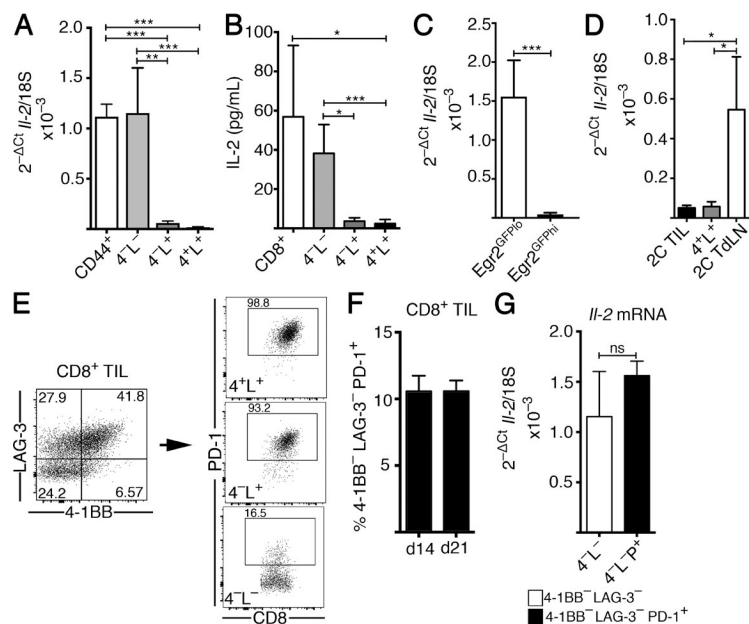 A
2⁻ΔCt Il-2/18S
x10⁻³
2.0
1.5
1.0
0.5
***
***
***
**
CD44⁺
4⁻L⁻
4⁻L⁺
4⁺L⁺
B
IL-2 (pg/mL)
100
80
60
40
20
0
*
***
*
CD8⁺
4⁻L⁻
4⁻L⁺
4⁺L⁺
C
2⁻ΔCt Il-2/18S
x10⁻³
2.5
2.0
1.5
1.0
0.5
0
***
Egr2GFPlo
Egr2GFPhi
D
2⁻ΔCt Il-2/18S
x10⁻³
1.0
0.8
0.6
0.4
0.2
0
*
*
2C TIL
4⁺L⁺
2C TdLN
E
CD8⁺ TIL
27.9
41.8
24.2
6.57
LAG-3
4-1BB
98.8
4⁺L⁺
93.2
4⁻L⁺
16.5
4⁻L⁻
PD-1
CD8
F
CD8⁺ TIL
% 4-1BB⁻ LAG-3⁻ PD-1⁺
15
10
5
d14
d21
G
Il-2 mRNA
2⁻ΔCt Il-2/18S
x10⁻³
2.0
1.5
1.0
0.5
ns
4⁻L⁻
4⁻L⁻P⁺
4-1BB⁻ LAG-3⁻
4-1BB⁻ LAG-3⁻ PD-1⁺